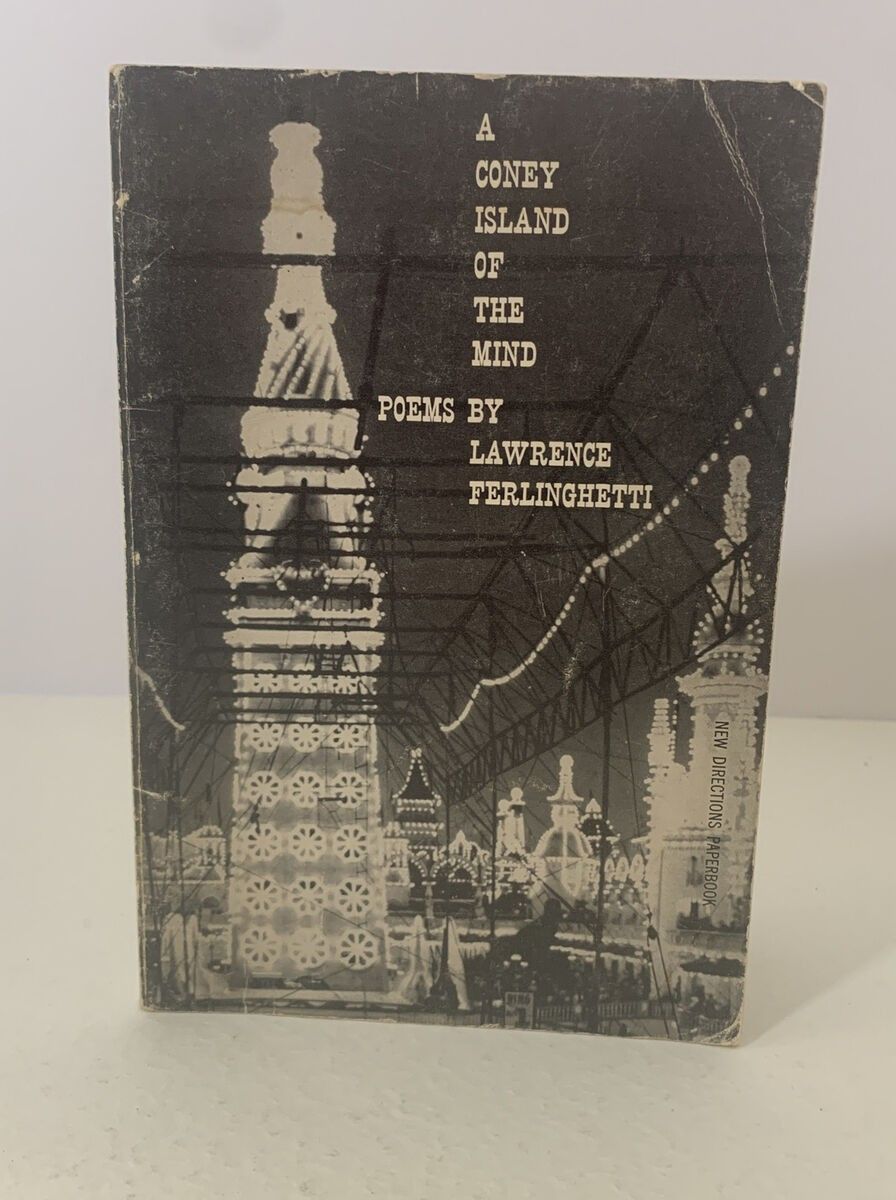 A
CONEY
ISLAND
OF
THE
MIND
POEMS BY
LAWRENCE
FERLINGHETTI
NEW DIRECTIONS PAPERBOOK